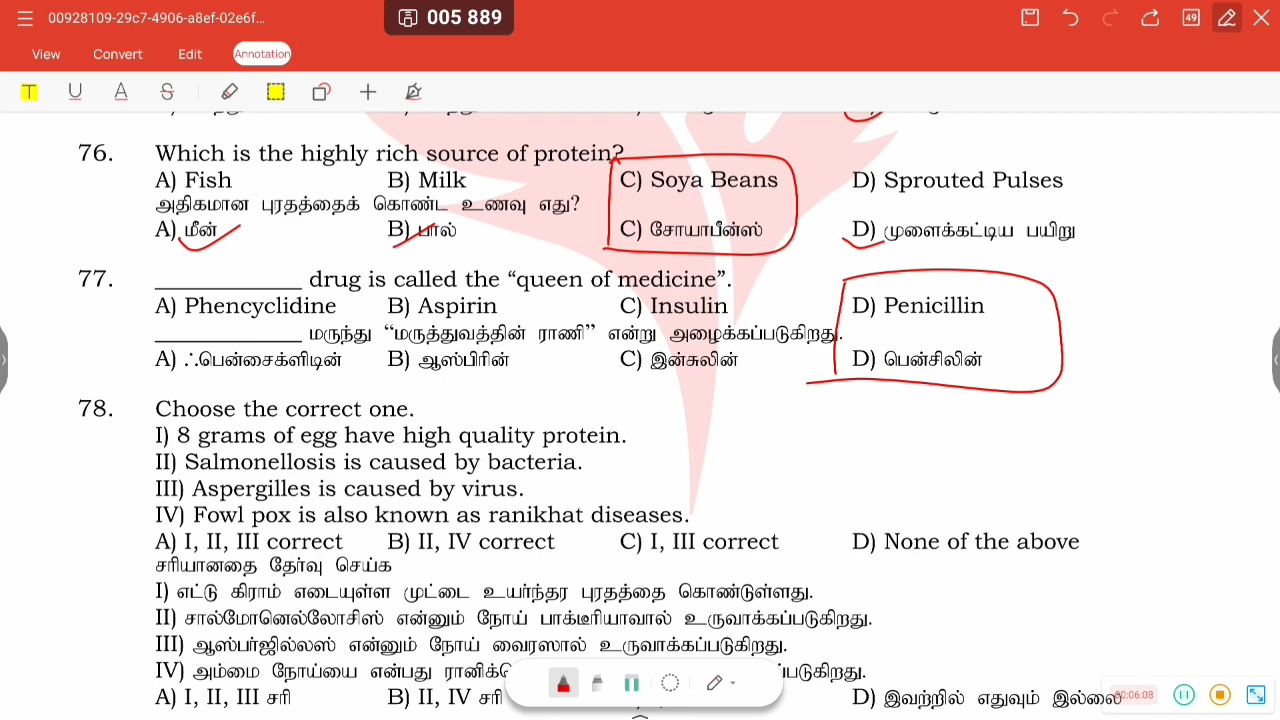 00928109-29c7-4906-a8ef-02e6f...
005 889
49
View Convert Edit Annotation
76. Which is the highly rich source of protein?
A) Fish B) Milk C) Soya Beans D) Sprouted Pulses
அதிகமான புரதத்தைக் கொண்ட உணவு எது?
A) மீன் B) பால் C) சோயாபீன்ஸ் D) முளைக்கட்டிய பயிறு
77. ____________ drug is called the “queen of medicine”.
A) Phencyclidine B) Aspirin C) Insulin D) Penicillin
____________ மருந்து “மருத்துவத்தின் ராணி” என்று அழைக்கப்படுகிறது.
A) ஃபென்சைக்ளிடின் B) ஆஸ்பிரின் C) இன்சுலின் D) பென்சிலின்
78. Choose the correct one.
I) 8 grams of egg have high quality protein.
II) Salmonellosis is caused by bacteria.
III) Aspergilles is caused by virus.
IV) Fowl pox is also known as ranikhat diseases.
A) I, II, III correct B) II, IV correct C) I, III correct D) None of the above
சரியானதை தேர்வு செய்க
I) எட்டு கிராம் எடையுள்ள முட்டை உயர்ந்தர புரதத்தை கொண்டுள்ளது.
II) சால்மோனெல்லோசிஸ் என்னும் நோய் பாக்டீரியாவால் உருவாக்கப்படுகிறது.
III) ஆஸ்பர்ஜில்லஸ் என்னும் நோய் வைரஸால் உருவாக்கப்படுகிறது.
IV) அம்மை நோய்யை என்பது
A) I, II, III சரி B) II, IV சரி D) இவற்றில் எதுவும் இல்லை
00:06:08